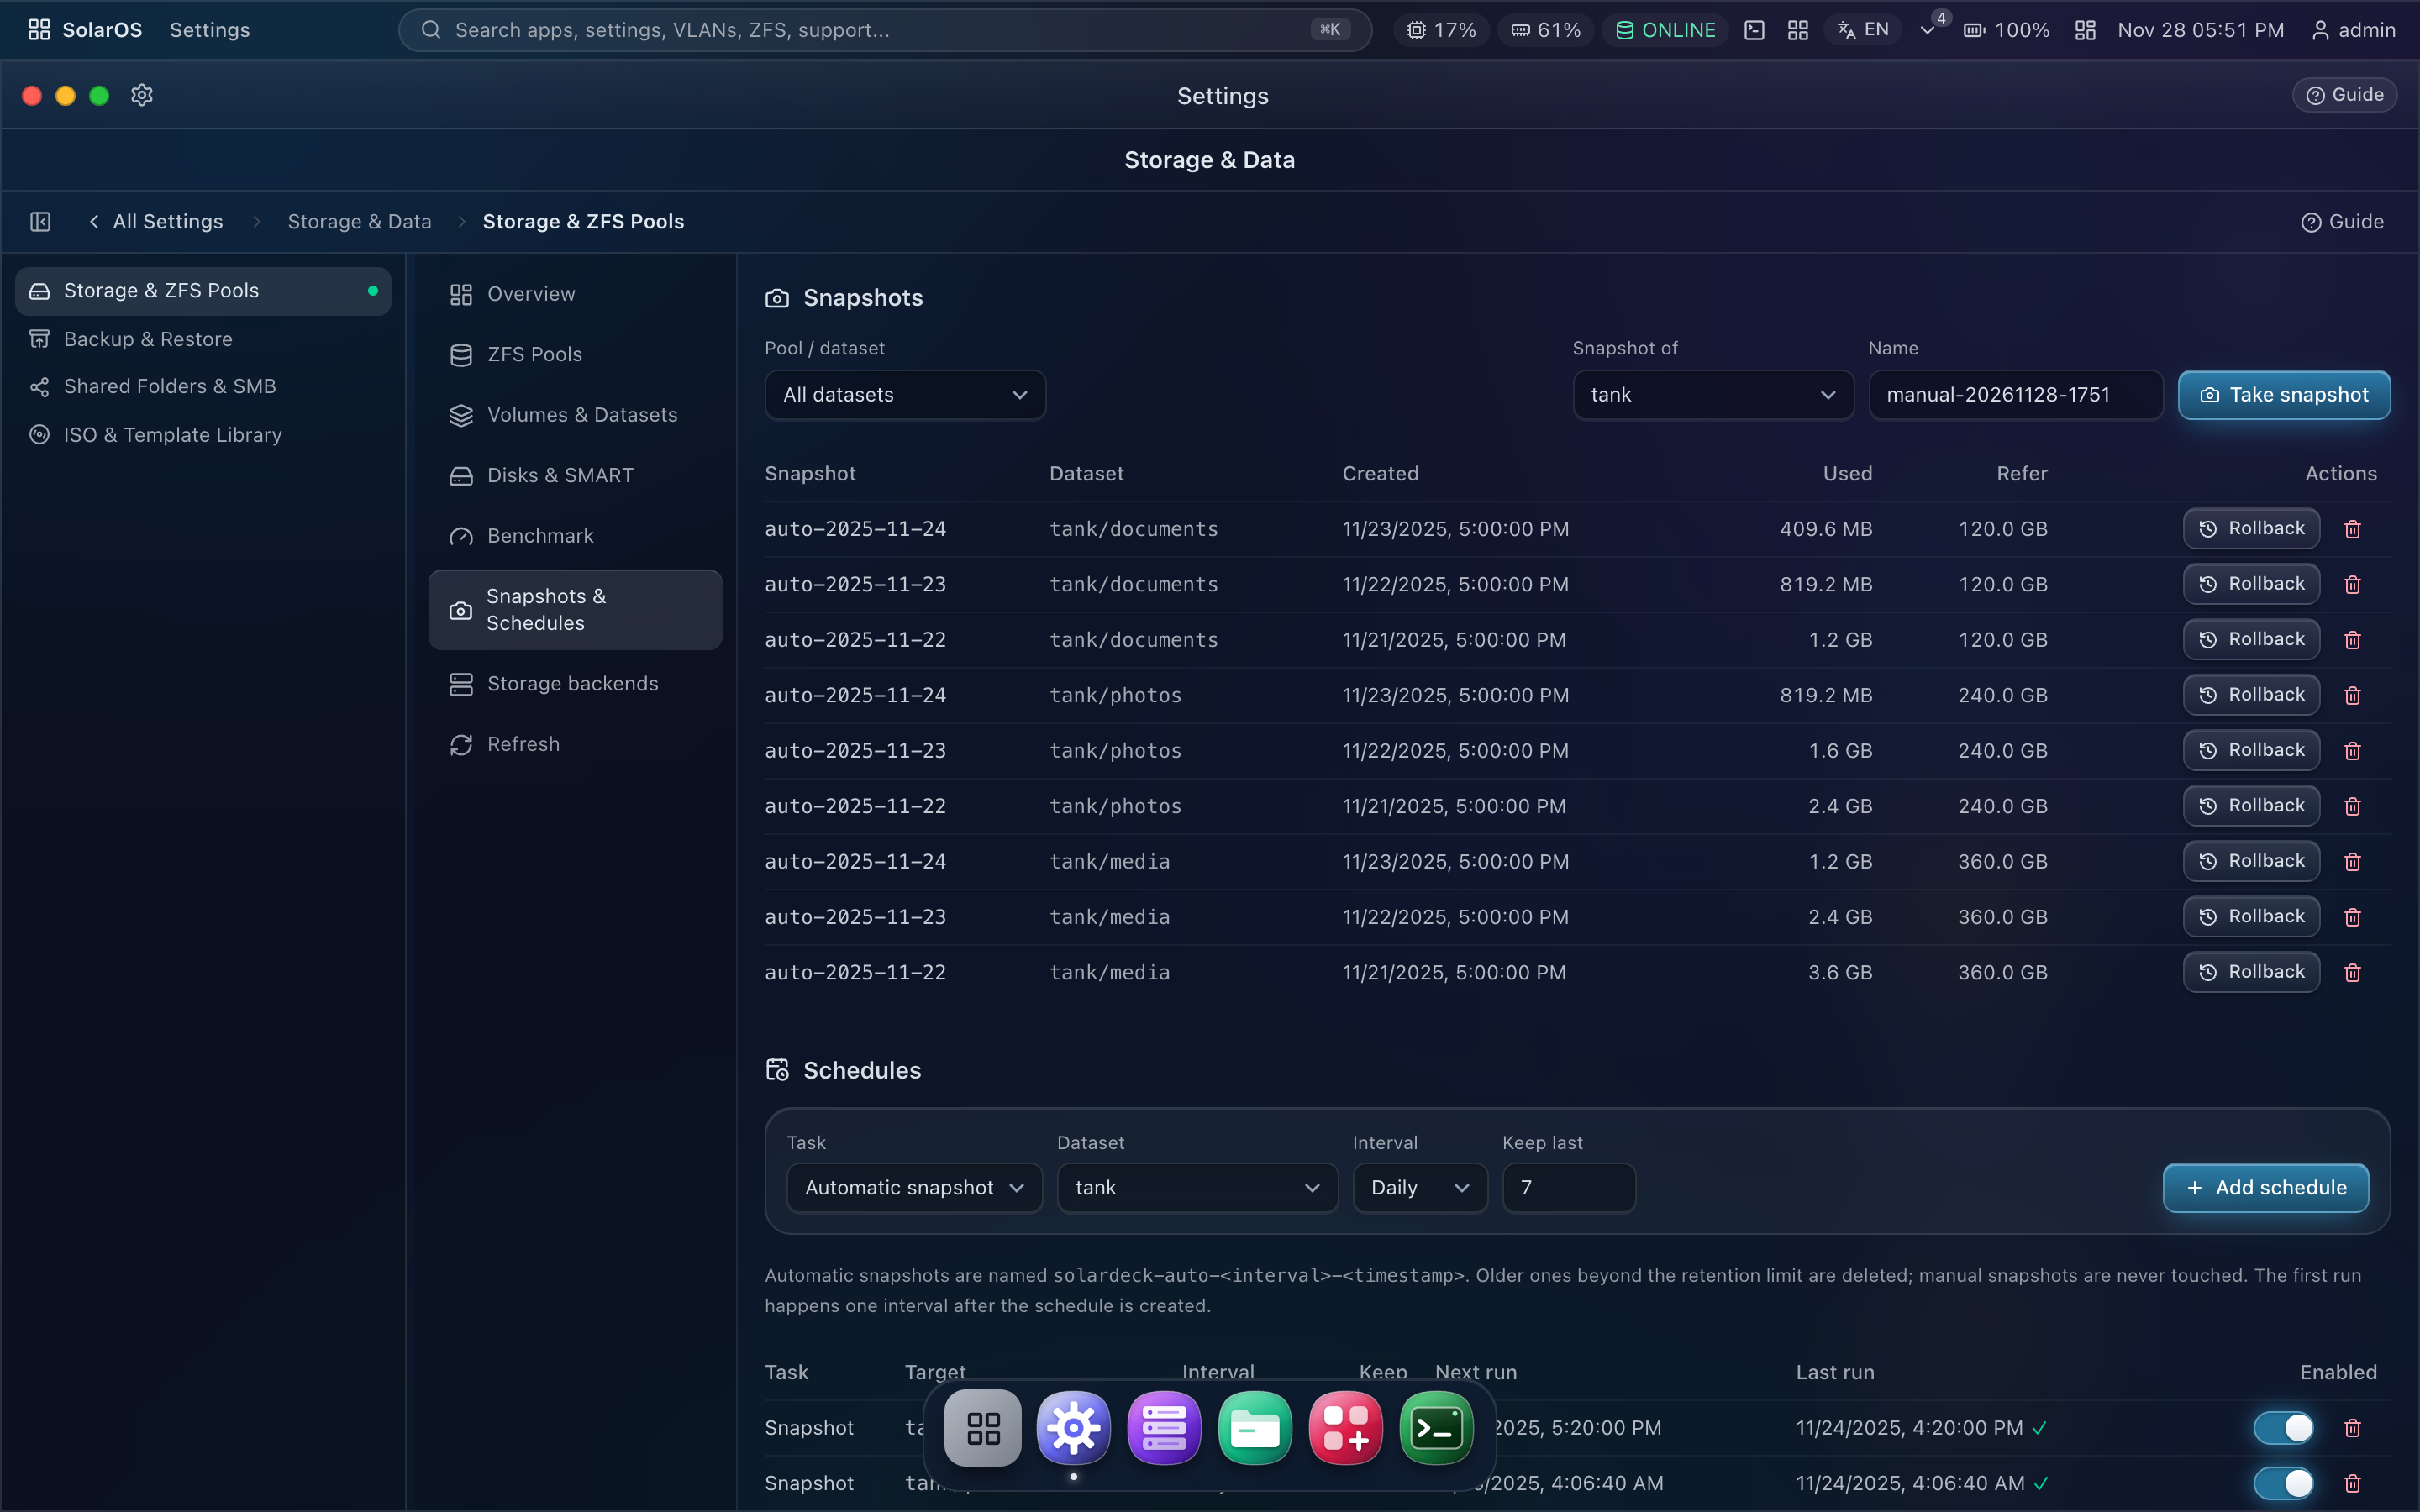 SolarOS Settings Search apps, settings, VLANs, ZFS, support... ⌘K 17% 61% ONLINE EN 4 100% Nov 28 05:51 PM admin
Settings Guide
Storage & Data
All Settings Storage & Data Storage & ZFS Pools Guide
Storage & ZFS Pools
Backup & Restore
Shared Folders & SMB
ISO & Template Library
Overview
ZFS Pools
Volumes & Datasets
Disks & SMART
Benchmark
Snapshots &
Schedules
Storage backends
Refresh
Snapshots
Pool / dataset Snapshot of Name
All datasets tank manual-20261128-1751 Take snapshot
Snapshot Dataset Created Used Refer Actions
auto-2025-11-24 tank/documents 11/23/2025, 5:00:00 PM 409.6 MB 120.0 GB Rollback
auto-2025-11-23 tank/documents 11/22/2025, 5:00:00 PM 819.2 MB 120.0 GB Rollback
auto-2025-11-22 tank/documents 11/21/2025, 5:00:00 PM 1.2 GB 120.0 GB Rollback
auto-2025-11-24 tank/photos 11/23/2025, 5:00:00 PM 819.2 MB 240.0 GB Rollback
auto-2025-11-23 tank/photos 11/22/2025, 5:00:00 PM 1.6 GB 240.0 GB Rollback
auto-2025-11-22 tank/photos 11/21/2025, 5:00:00 PM 2.4 GB 240.0 GB Rollback
auto-2025-11-24 tank/media 11/23/2025, 5:00:00 PM 1.2 GB 360.0 GB Rollback
auto-2025-11-23 tank/media 11/22/2025, 5:00:00 PM 2.4 GB 360.0 GB Rollback
auto-2025-11-22 tank/media 11/21/2025, 5:00:00 PM 3.6 GB 360.0 GB Rollback
Schedules
Task Dataset Interval Keep last
Automatic snapshot tank Daily 7 Add schedule
Automatic snapshots are named solardeck-auto-<interval>-<timestamp>. Older ones beyond the retention limit are deleted; manual snapshots are never touched. The first run
happens one interval after the schedule is created.
Task Target Interval Keep Next run Last run Enabled
Snapshot 2025, 5:20:00 PM 11/24/2025, 4:20:00 PM
Snapshot /2025, 4:06:40 AM 11/24/2025, 4:06:40 AM